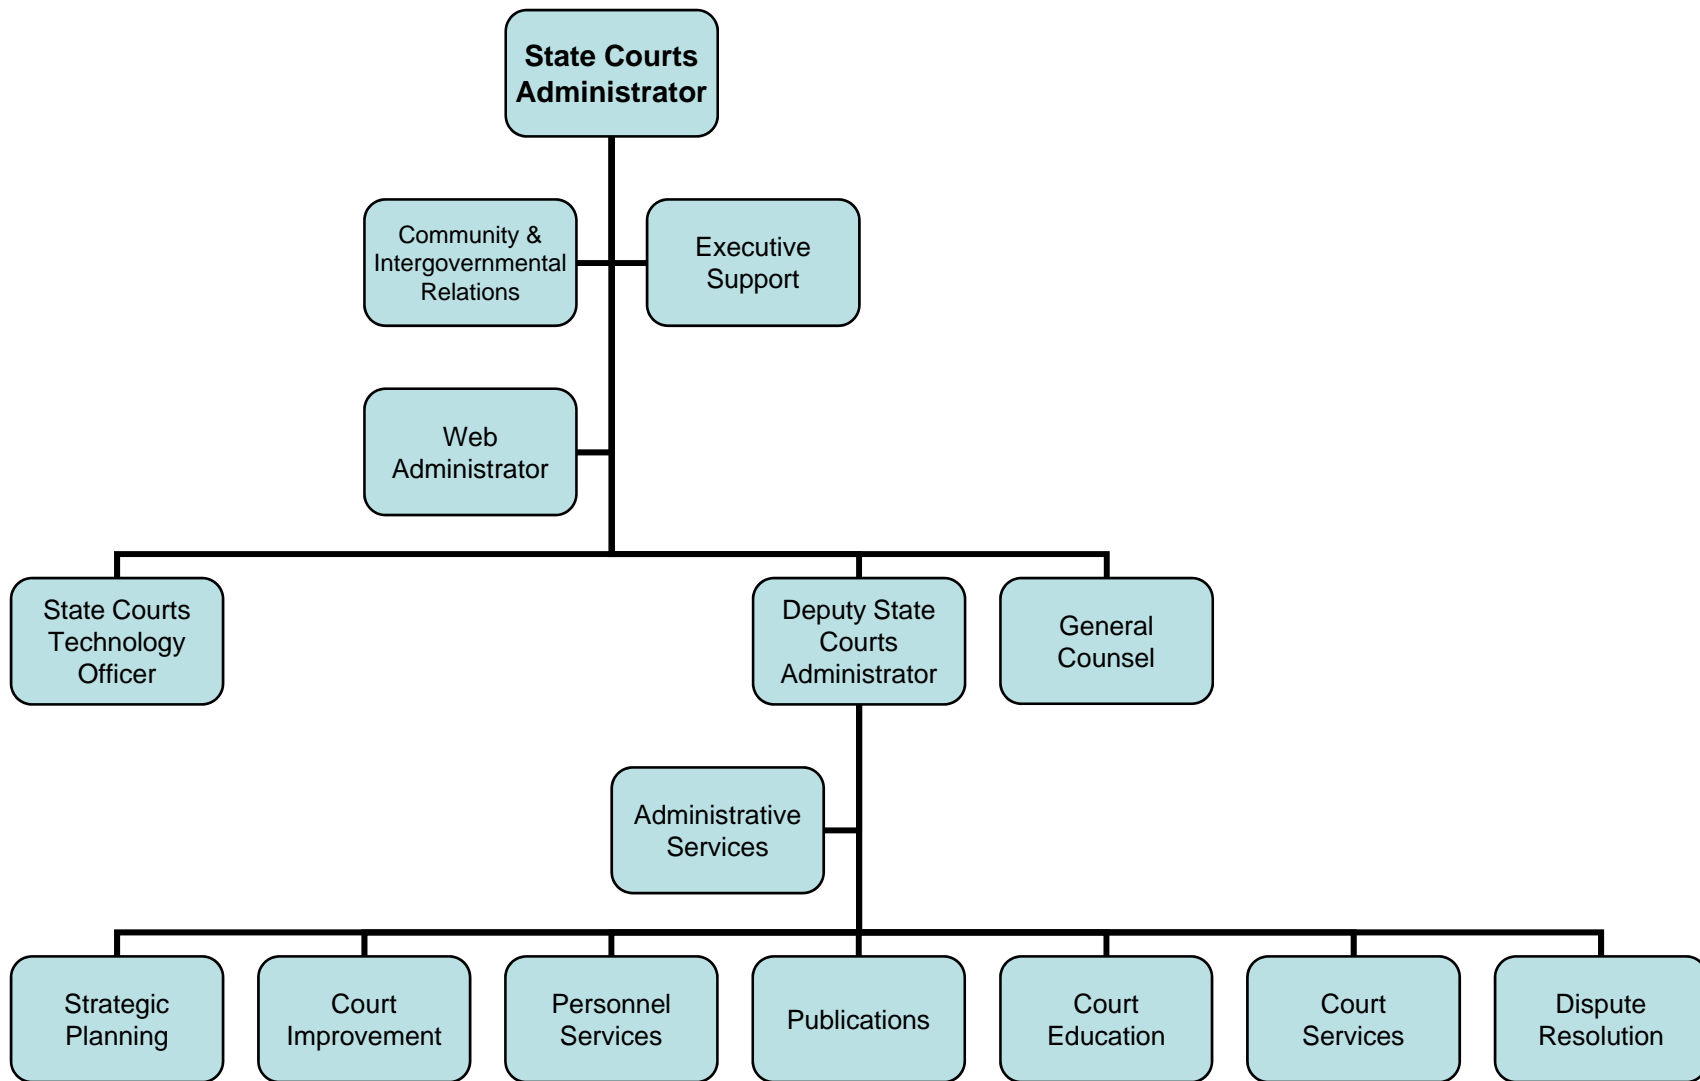 State Courts
Administrator
Community &
Intergovernmental
Relations
Executive
Support
Web
Administrator
State Courts
Technology
Officer
Deputy State
Courts
Administrator
General
Counsel
Administrative
Services
Strategic
Planning
Court
Improvement
Personnel
Services
Publications
Court
Education
Court
Services
Dispute
Resolution